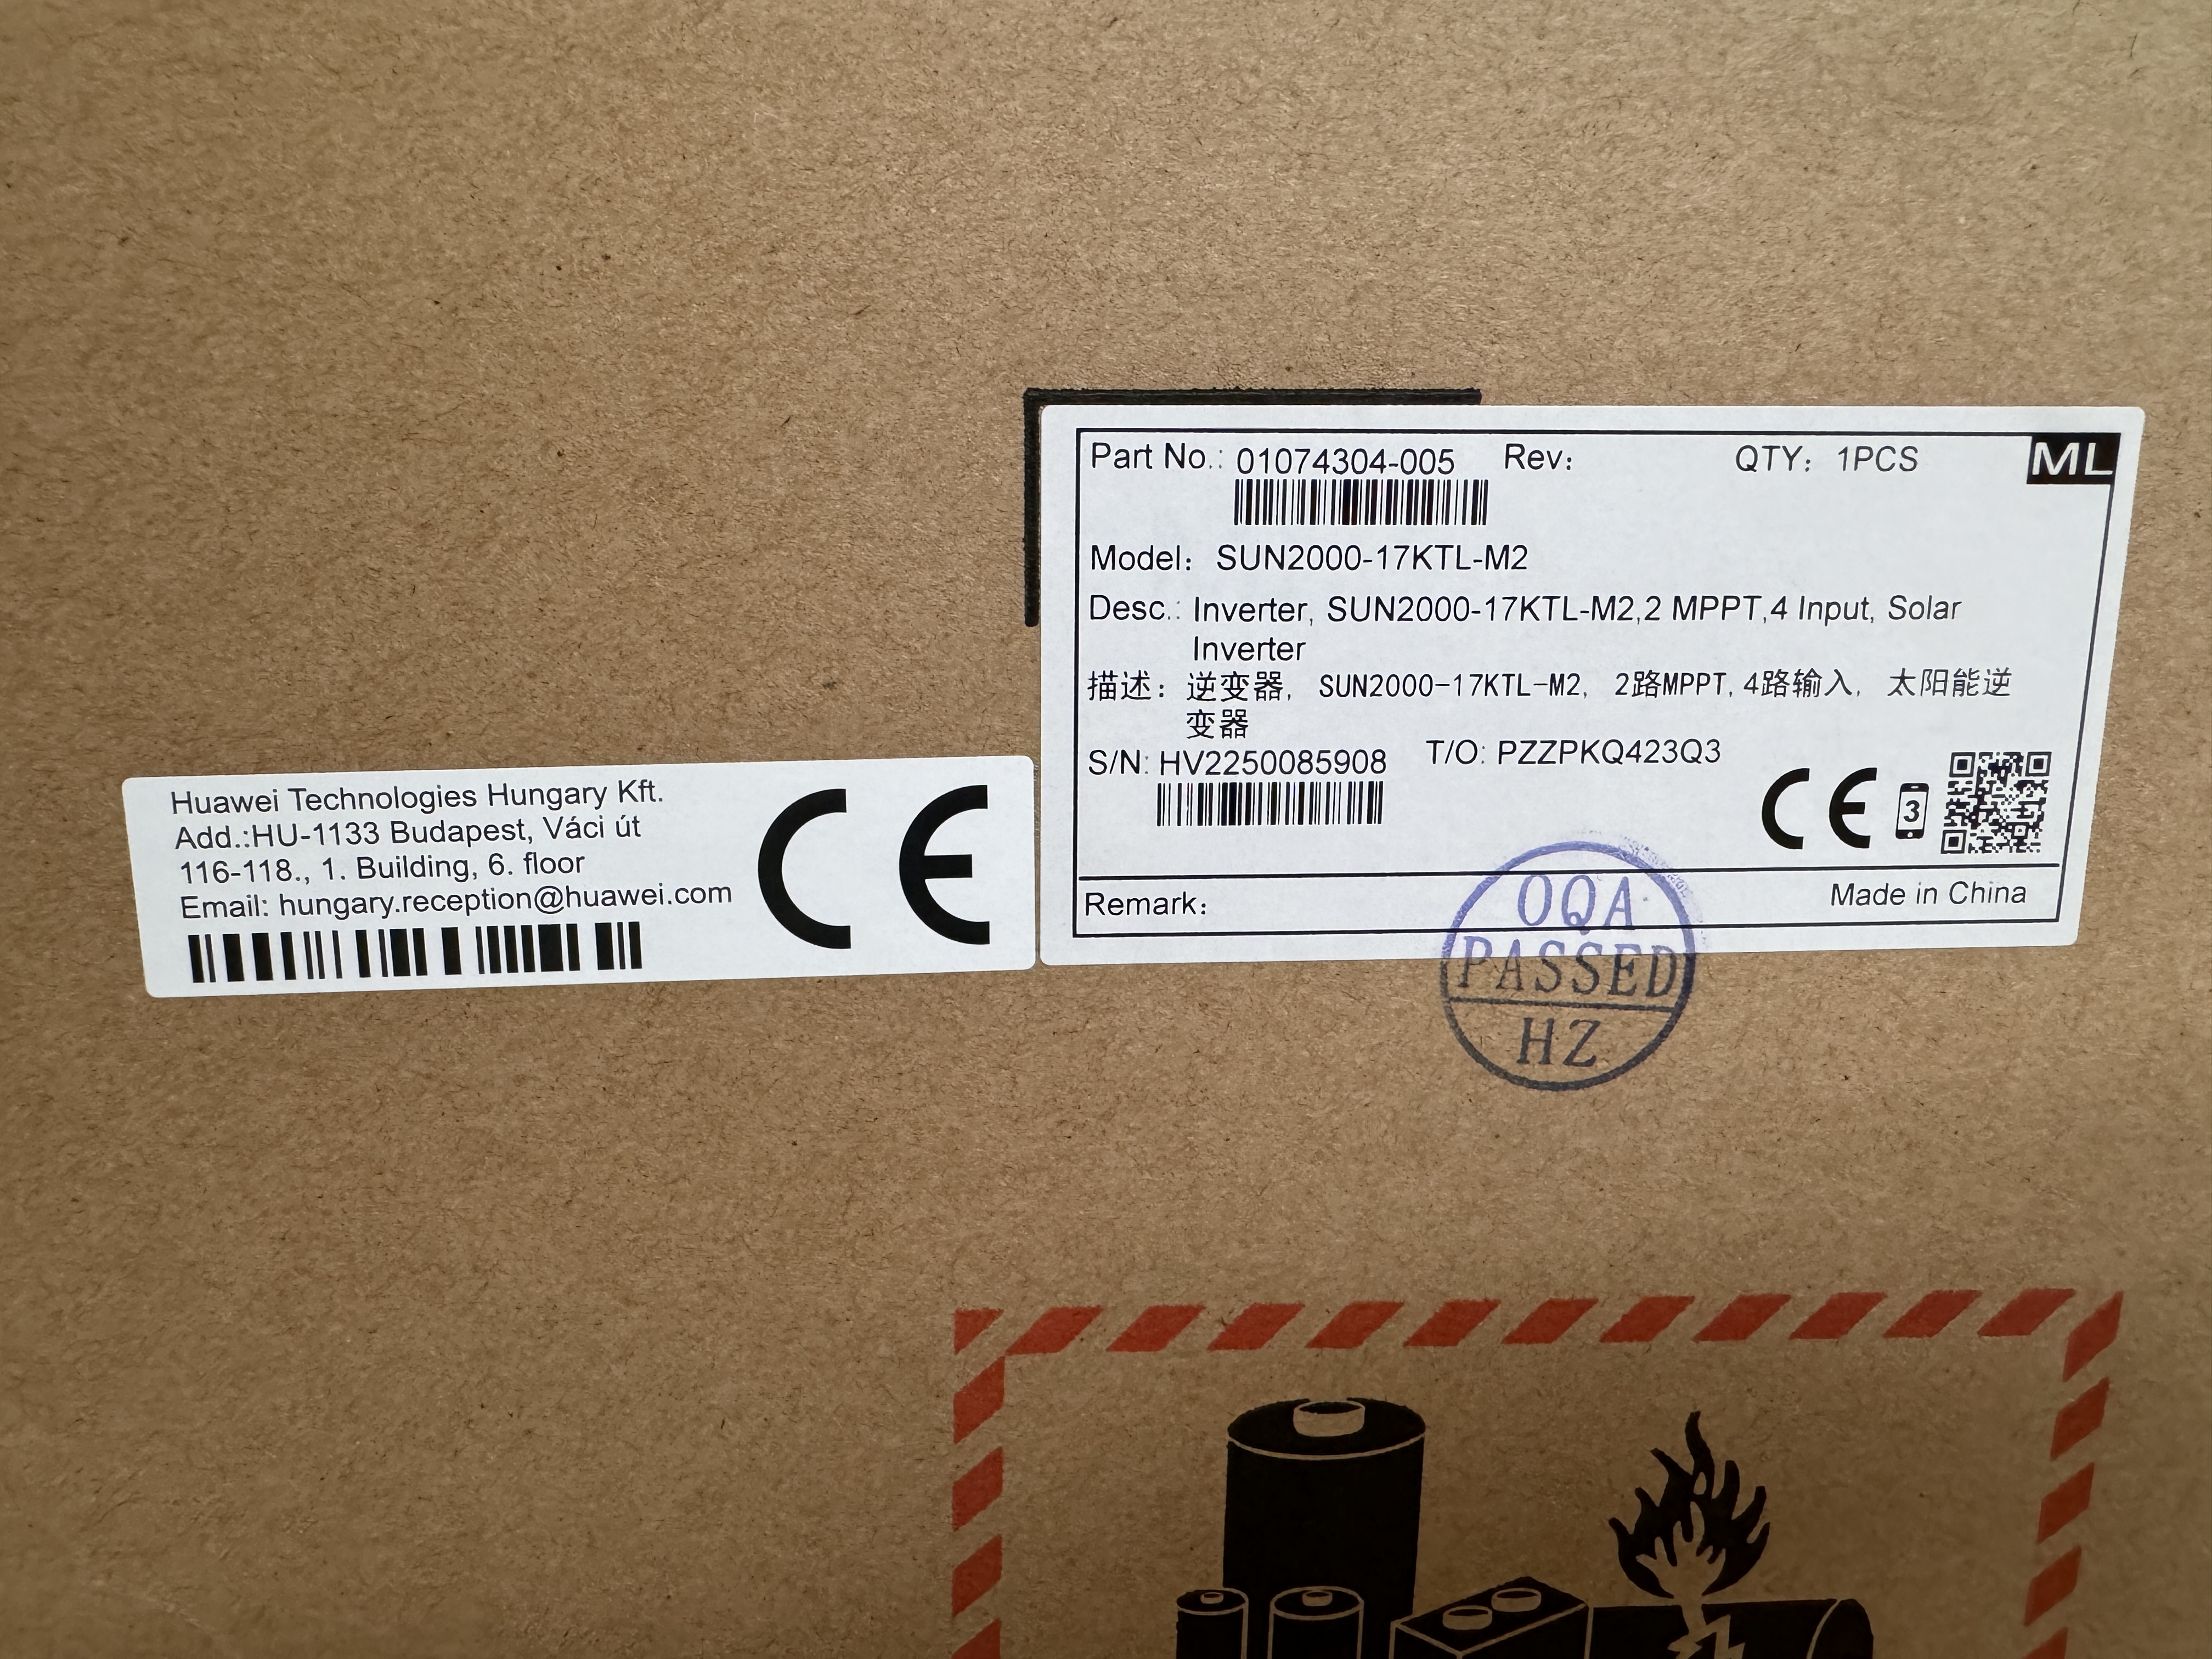 Part No.: 01074304-005 Rev: QTY: 1PCS ML
Model: SUN2000-17KTL-M2
Desc.: Inverter, SUN2000-17KTL-M2,2 MPPT,4 Input, Solar
Inverter
描述: 逆变器, SUN2000-17KTL-M2, 2路MPPT,4路输入, 太阳能逆
变器
S/N: HV2250085908 T/O: PZZPKQ423Q3
CE 3
Remark: Made in China
OQA
PASSED
HZ
Huawei Technologies Hungary Kft.
Add.:HU-1133 Budapest, Váci út
116-118., 1. Building, 6. floor
Email: hungary.reception@huawei.com
CE